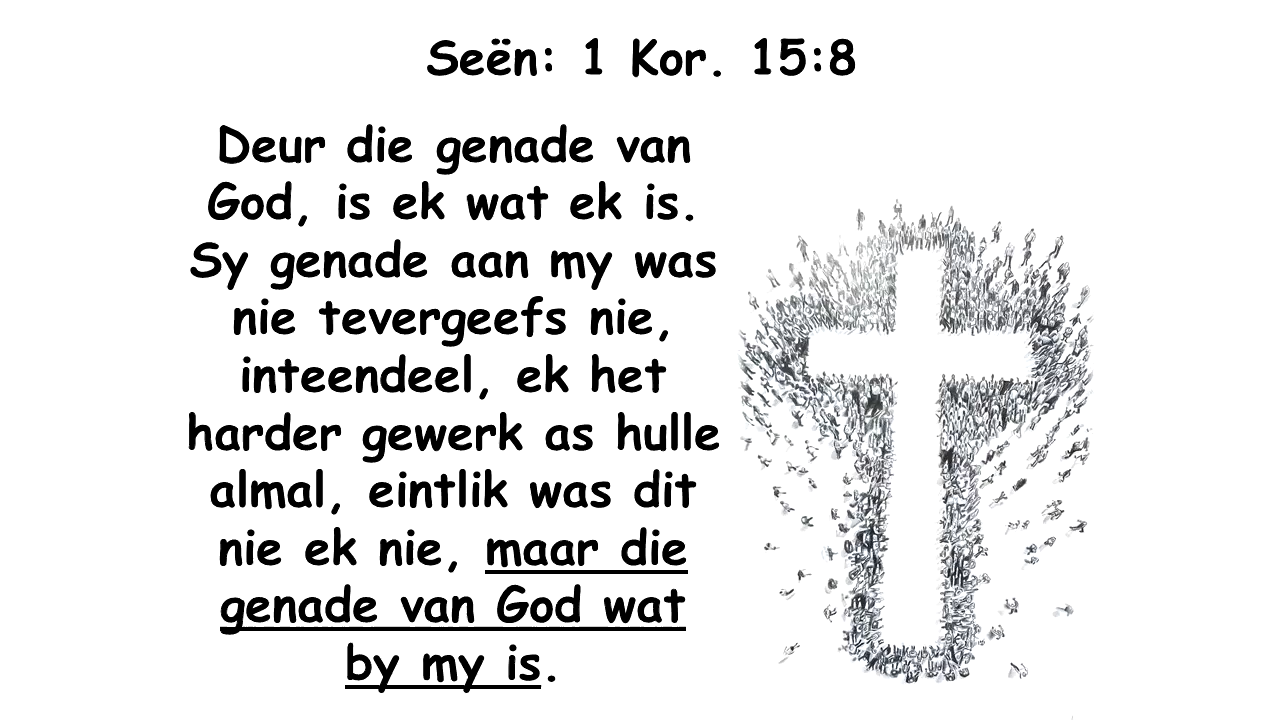 Seën: 1 Kor. 15:8
Deur die genade van
God, is ek wat ek is.
Sy genade aan my was
nie tevergeefs nie,
inteendeel, ek het
harder gewerk as hulle
almal, eintlik was dit
nie ek nie, maar die
genade van God wat
by my is.